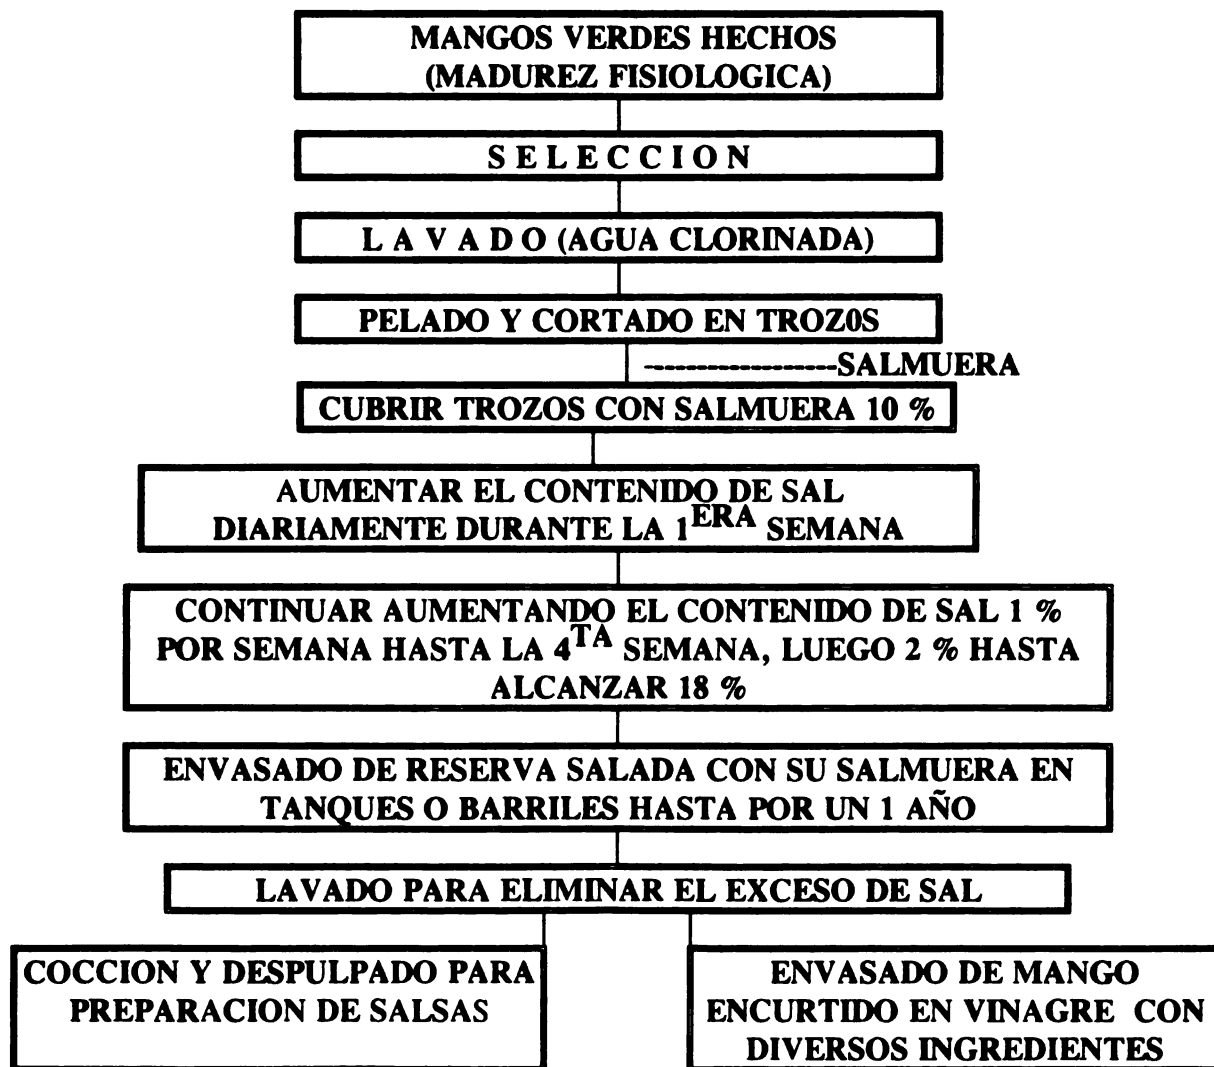 MANGOS VERDES HECHOS
(MADUREZ FISIOLOGICA)
S E L E C C I O N
L A V A D O (AGUA CLORINADA)
PELADO Y CORTADO EN TROZ0S
------------------SALMUERA
CUBRIR TROZOS CON SALMUERA 10 %
AUMENTAR EL CONTENIDO DE SAL
DIARIAMENTE DURANTE LA 1ERA SEMANA
CONTINUAR AUMENTANDO EL CONTENIDO DE SAL 1 %
POR SEMANA HASTA LA 4TA SEMANA, LUEGO 2 % HASTA
ALCANZAR 18 %
ENVASADO DE RESERVA SALADA CON SU SALMUERA EN
TANQUES O BARRILES HASTA POR UN 1 AÑO
LAVADO PARA ELIMINAR EL EXCESO DE SAL
COCCION Y DESPULPADO PARA
PREPARACION DE SALSAS
ENVASADO DE MANGO
ENCURTIDO EN VINAGRE CON
DIVERSOS INGREDIENTES